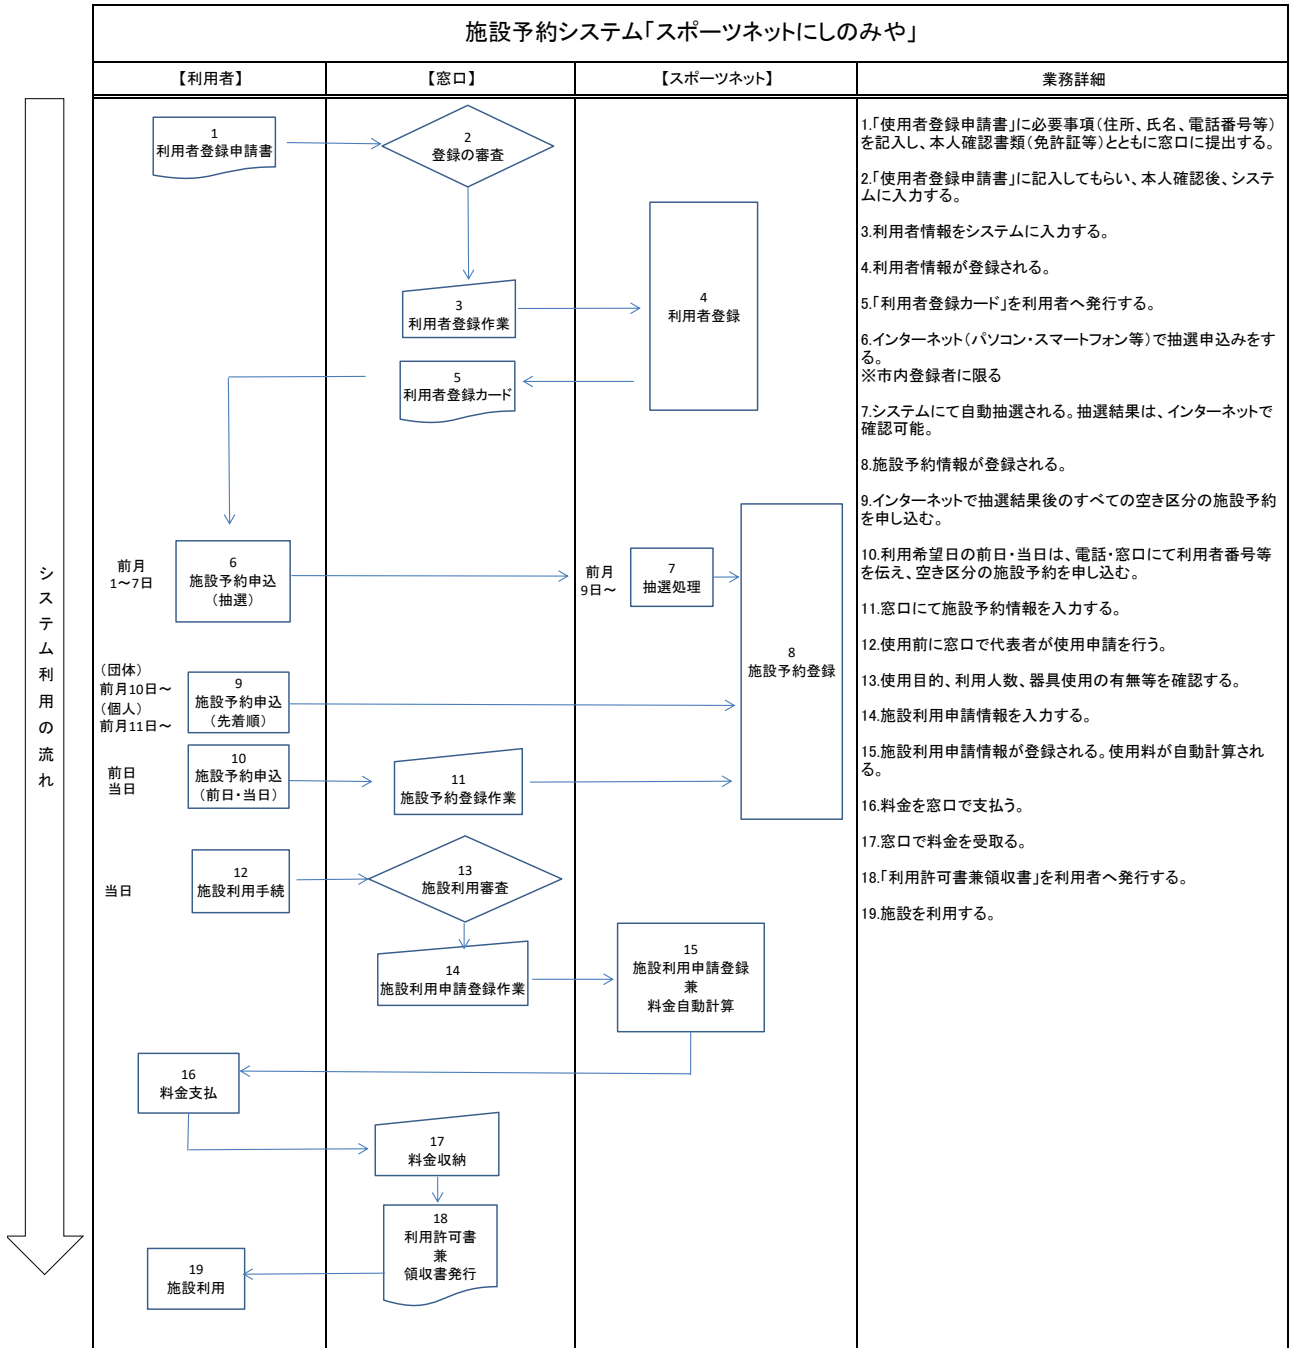 施設予約システム「スポーツネットにしのみや」
【利用者】
【窓口】
【スポーツネット】
業務詳細
システム利用の流れ
1
利用者登録申請書
2
登録の審査
3
利用者登録作業
4
利用者登録
5
利用者登録カード
前月
1～7日
6
施設予約申込
（抽選）
前月
9日～
7
抽選処理
8
施設予約登録
（団体）
前月10日～
（個人）
前月11日～
9
施設予約申込
（先着順）
前日
当日
10
施設予約申込
（前日・当日）
11
施設予約登録作業
当日
12
施設利用手続
13
施設利用審査
14
施設利用申請登録作業
15
施設利用申請登録
兼
料金自動計算
16
料金支払
17
料金収納
18
利用許可書
兼
領収書発行
19
施設利用
1.「使用者登録申請書」に必要事項（住所、氏名、電話番号等）
を記入し、本人確認書類（免許証等）とともに窓口に提出する。
2.「使用者登録申請書」に記入してもらい、本人確認後、システ
ムに入力する。
3.利用者情報をシステムに入力する。
4.利用者情報が登録される。
5.「利用者登録カード」を利用者へ発行する。
6.インターネット（パソコン・スマートフォン等）で抽選申込みをす
る。
※市内登録者に限る
7.システムにて自動抽選される。抽選結果は、インターネットで
確認可能。
8.施設予約情報が登録される。
9.インターネットで抽選結果後のすべての空き区分の施設予約
を申し込む。
10.利用希望日の前日・当日は、電話・窓口にて利用者番号等
を伝え、空き区分の施設予約を申し込む。
11.窓口にて施設予約情報を入力する。
12.使用前に窓口で代表者が使用申請を行う。
13.使用目的、利用人数、器具使用の有無等を確認する。
14.施設利用申請情報を入力する。
15.施設利用申請情報が登録される。使用料が自動計算され
る。
16.料金を窓口で支払う。
17.窓口で料金を受取る。
18.「利用許可書兼領収書」を利用者へ発行する。
19.施設を利用する。